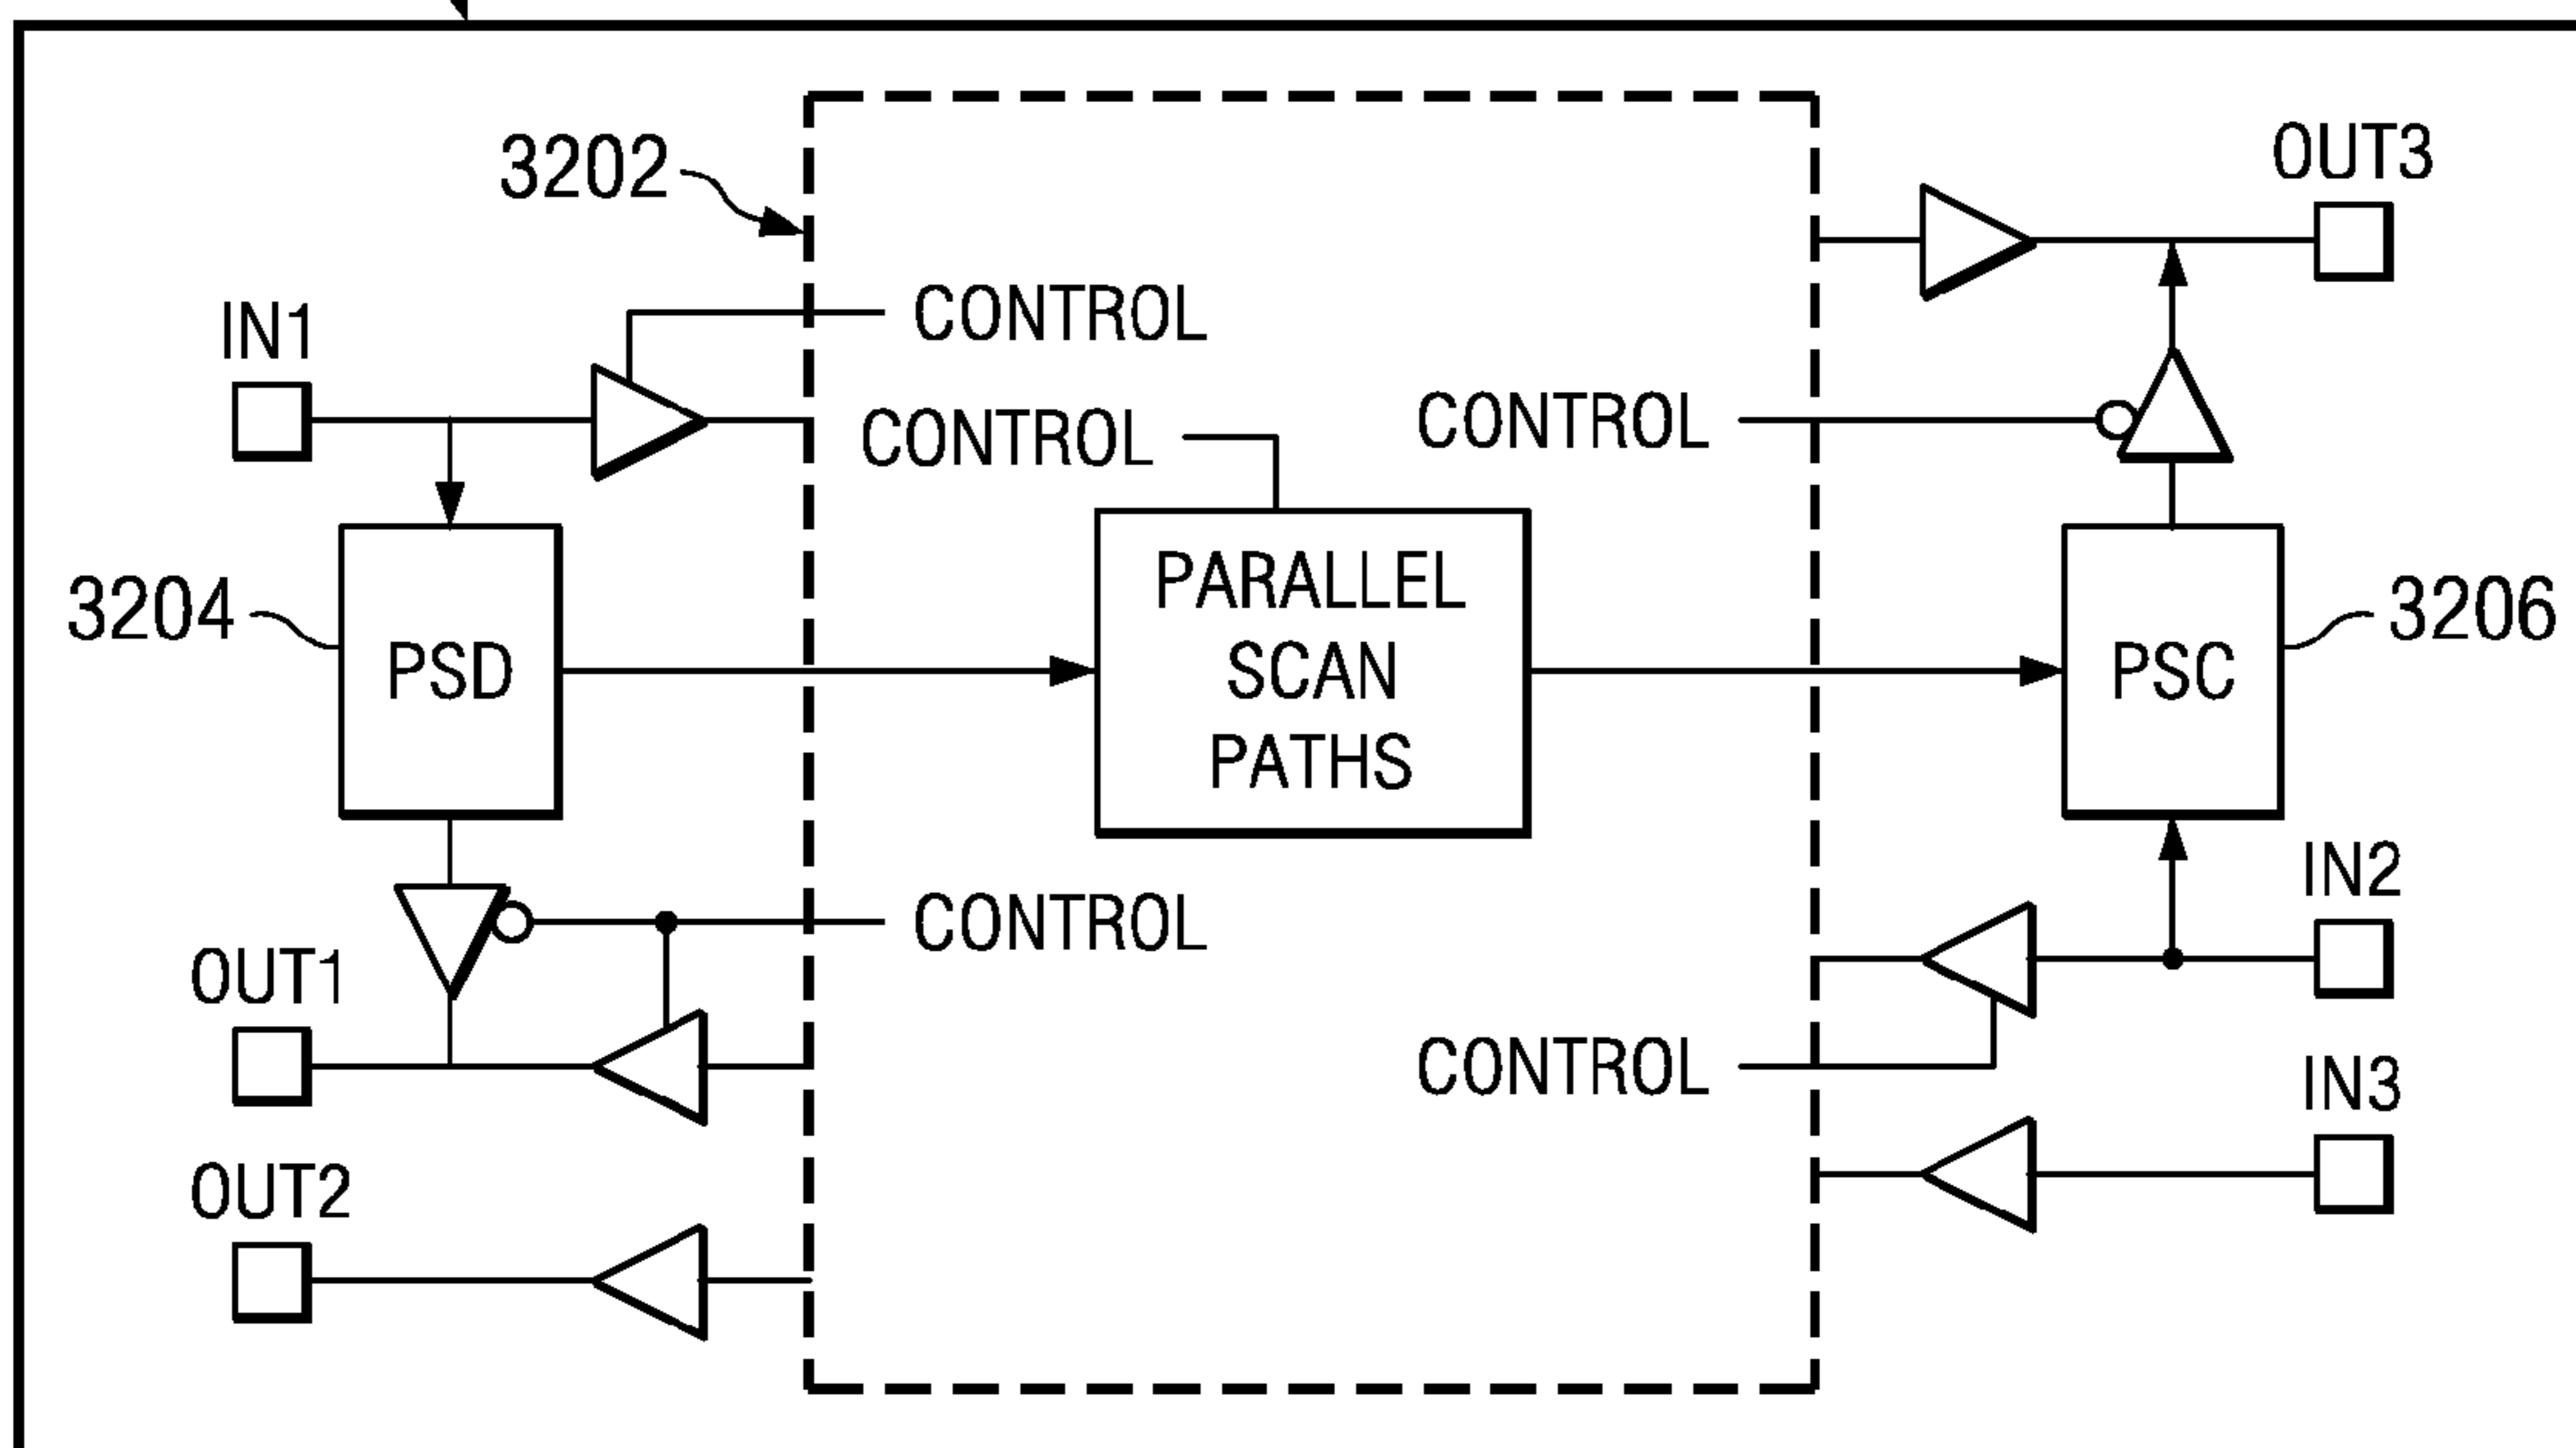 3202
OUT3
IN1
CONTROL
CONTROL
CONTROL
3204
PSD
PARALLEL
SCAN
PATHS
PSC
3206
CONTROL
IN2
OUT1
CONTROL
IN3
OUT2